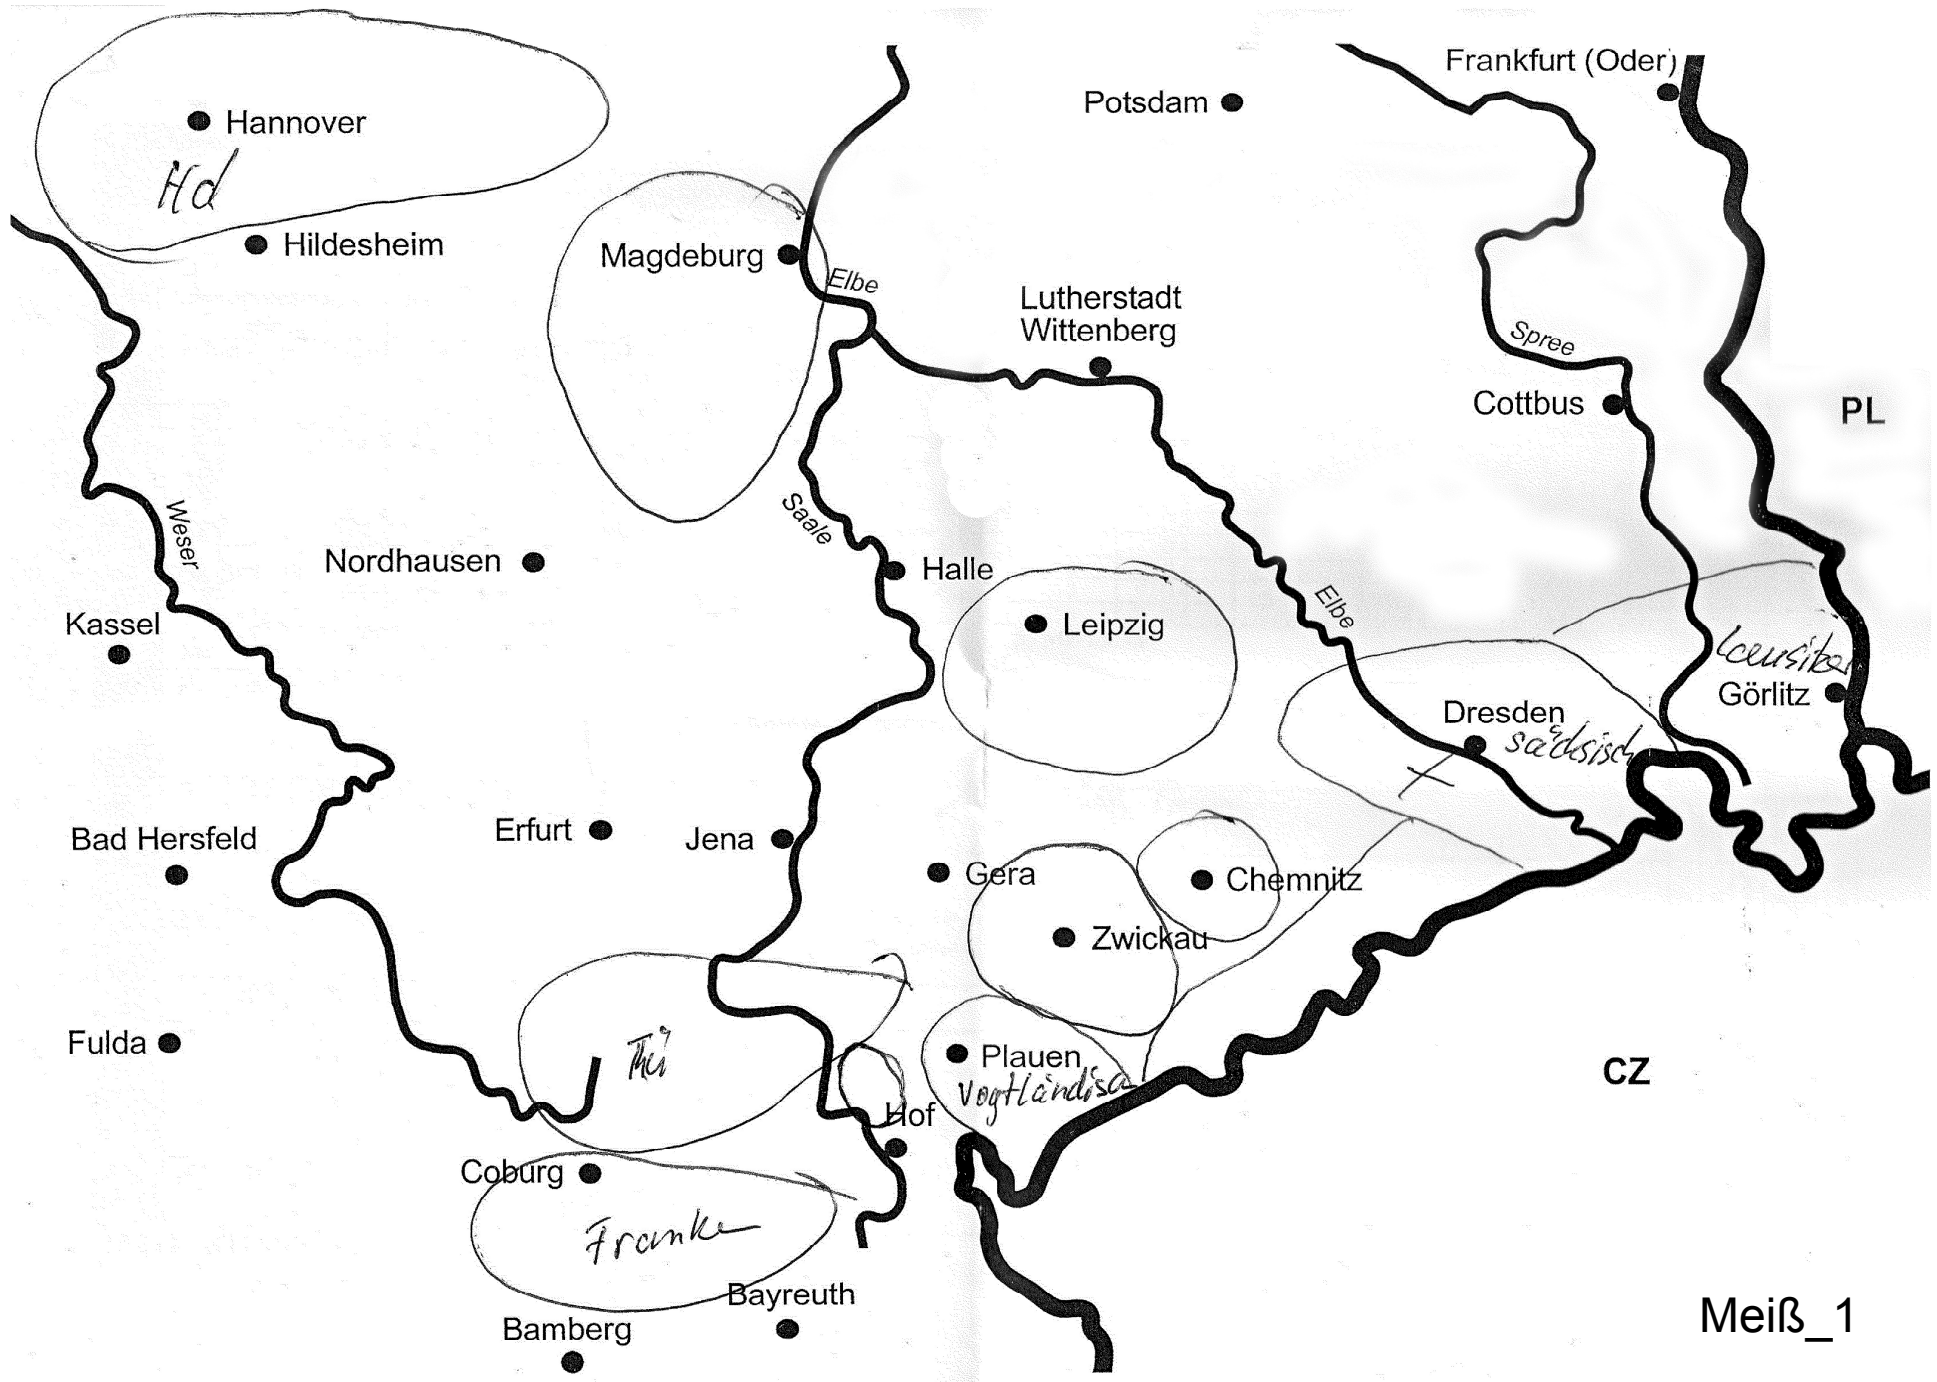 Frankfurt (Oder)
Potsdam
Hannover
Hd
Hildesheim
Magdeburg
Elbe
Lutherstadt
Wittenberg
Spree
Cottbus
PL
Weser
Saale
Nordhausen
Halle
Elbe
Kassel
Leipzig
Lausitzer
Görlitz
Dresden
sächsisch
Erfurt
Jena
Bad Hersfeld
Gera
Chemnitz
Zwickau
Fulda
Thü
Plauen
Vogtländisch
CZ
Hof
Coburg
Franken
Bayreuth
Bamberg
Meiß_1